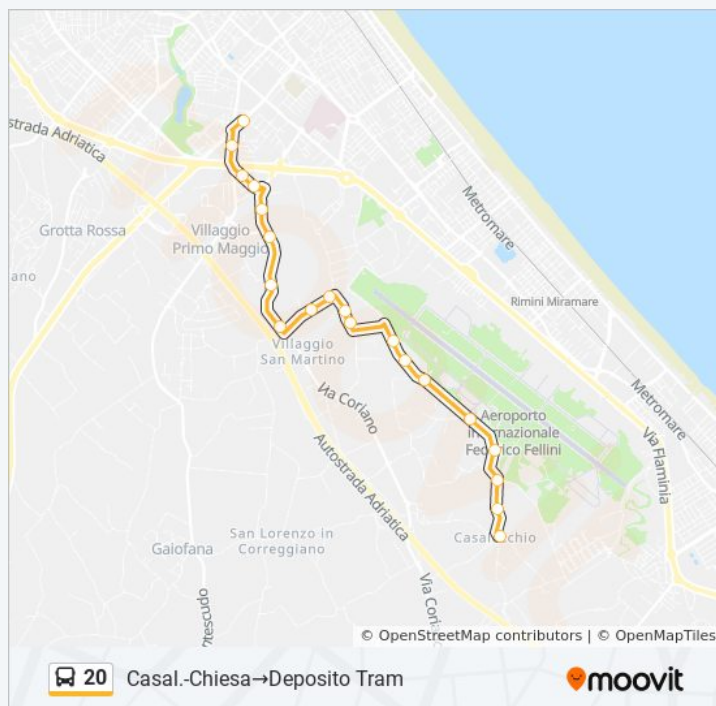 ostrada Adriatica
Metromare
Grotta Rossa
Villaggio
Primo Maggio
ano
Rimini Miramare
Villaggio
San Martino
Via Coriano
Metromare
Aeroporto
Internazionale
Federico Fellini
Via Flaminia
Autostrada Adriatica
San Lorenzo in
Correggiano
Casalecchio
Gaiofana
Via Cori
ntescudo
© OpenStreetMap contributors | © OpenMapTiles
20 Casal.-Chiesa→Deposito Tram
moovit